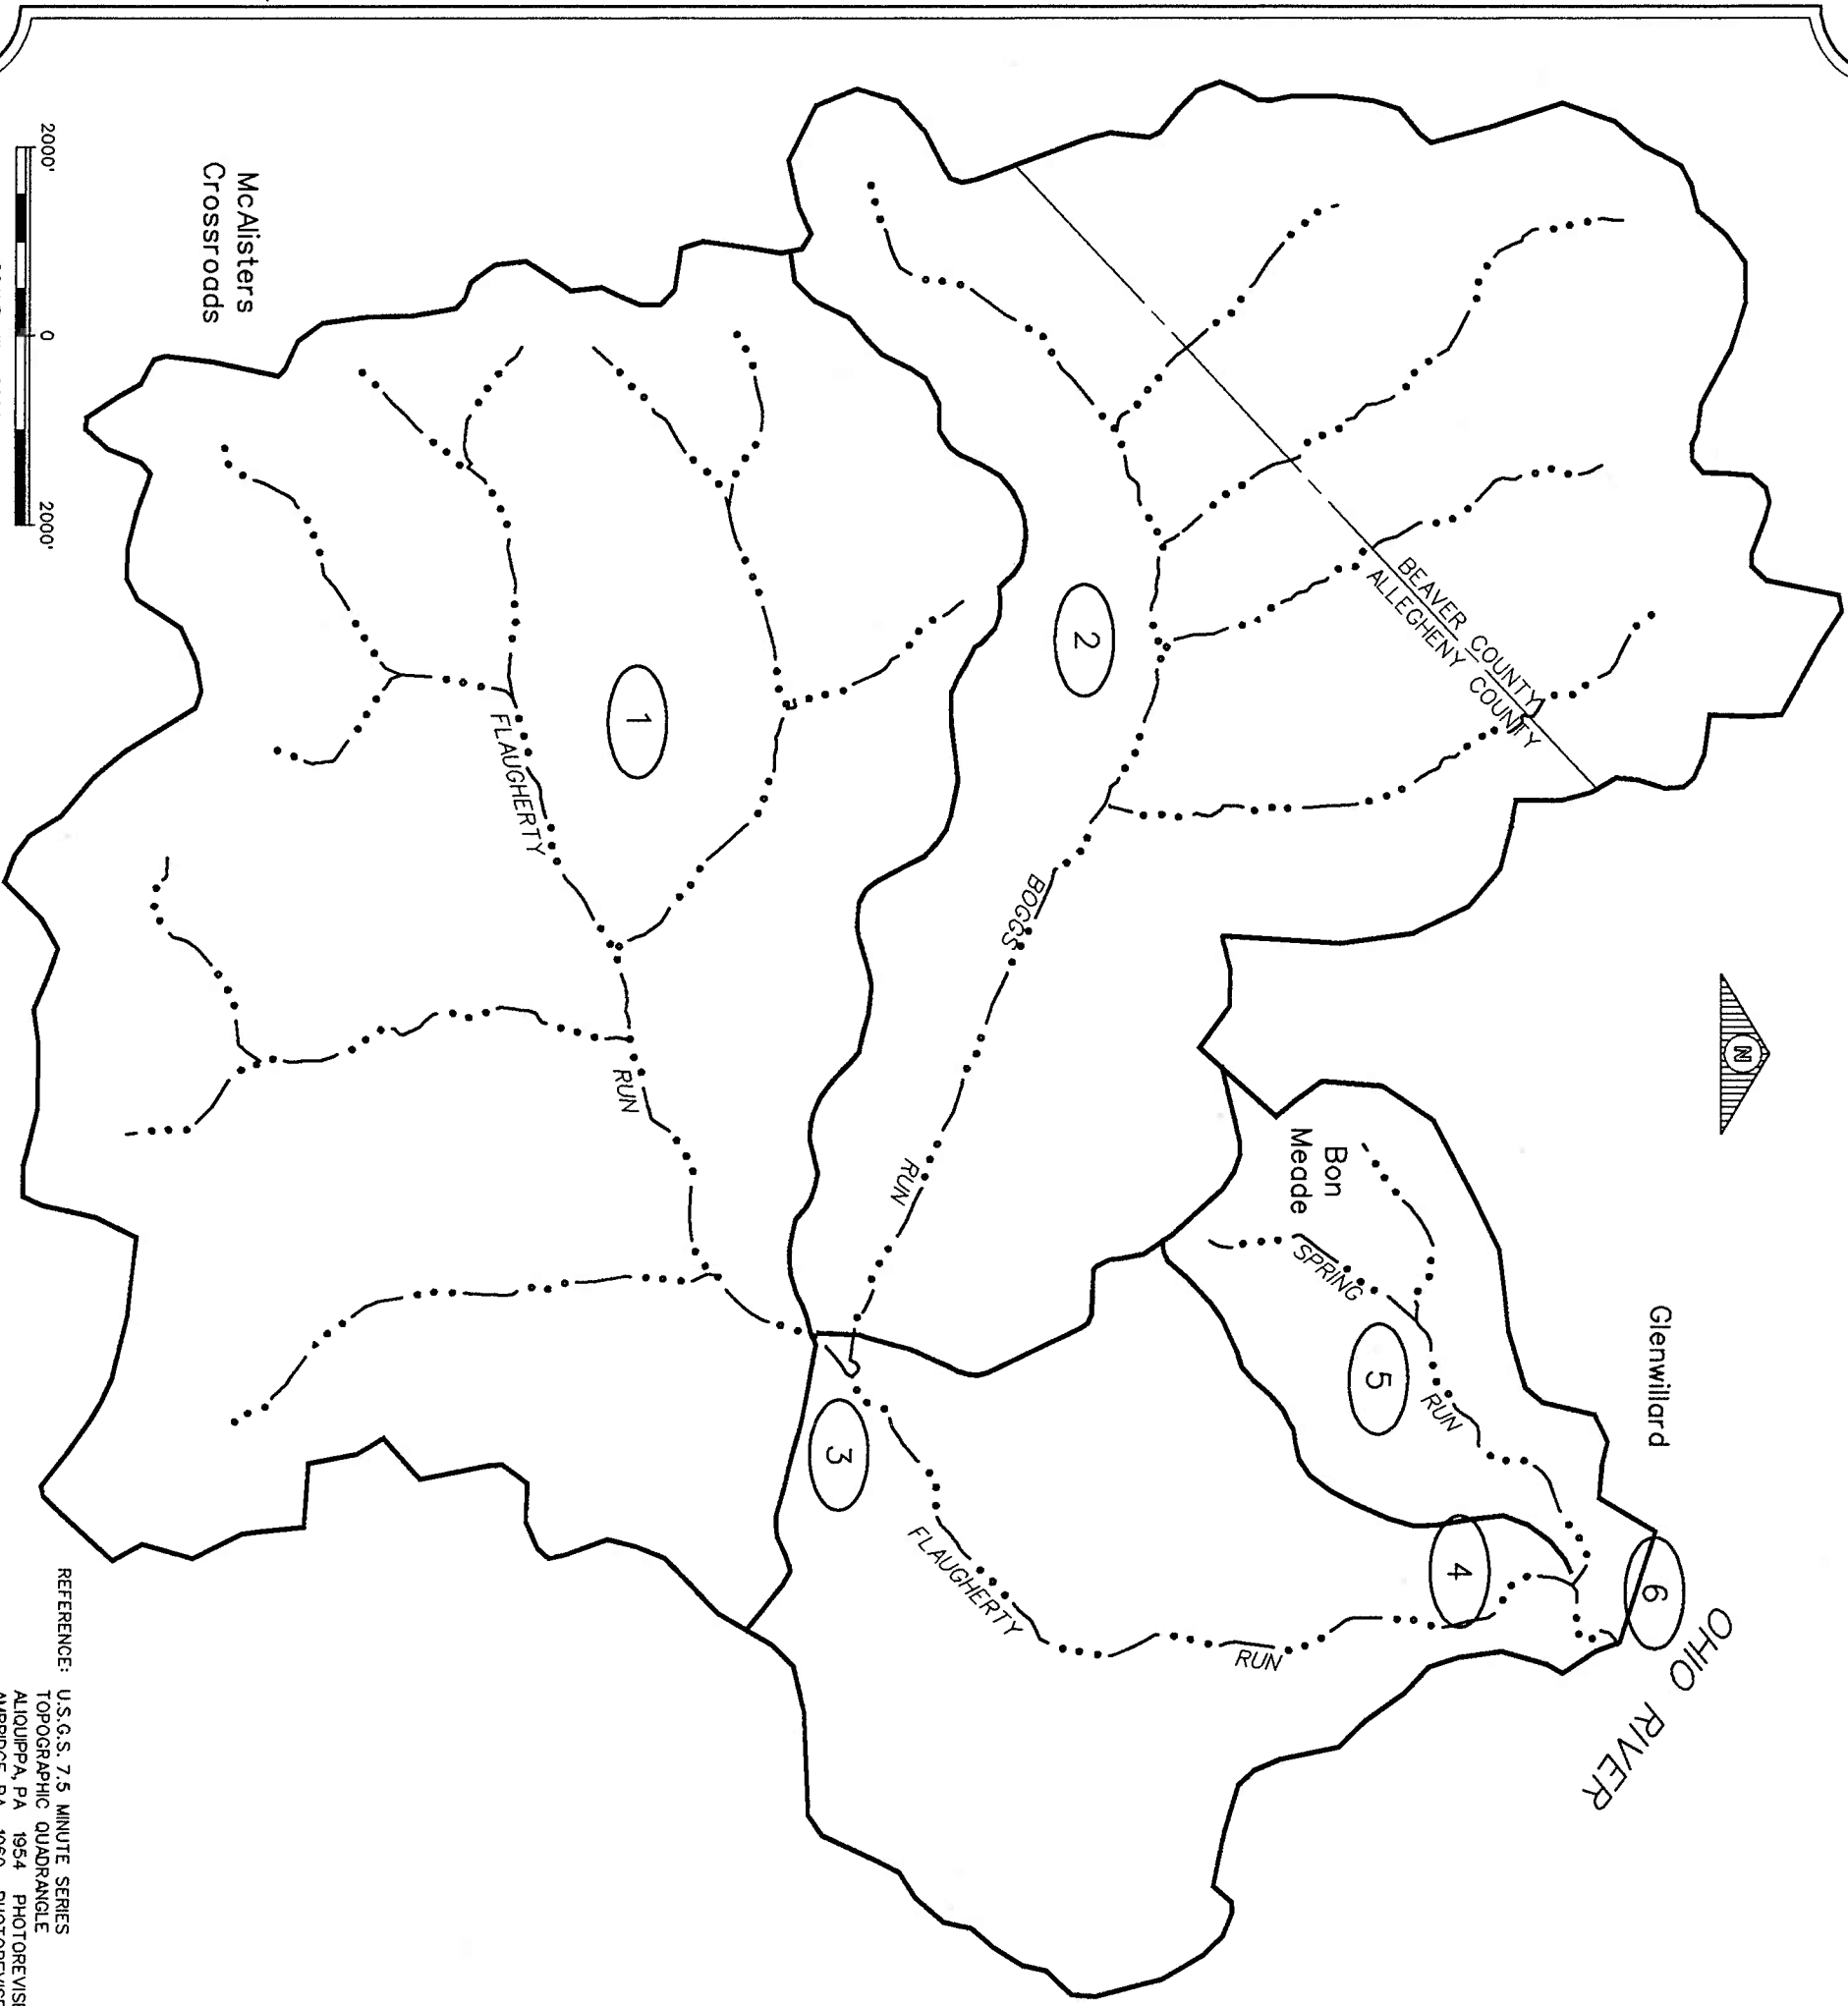 OHIO RIVER
Glenwillard
6
4
5
SPRING RUN
Bon
Meade
N
BEAVER COUNTY
ALLEGHENY COUNTY
2
BOGGS RUN
3
FLAUGHERTY RUN
1
FLAUGHERTY RUN
McAlisters
Crossroads
2000' 0 2000'
REFERENCE: U.S.G.S. 7.5 MINUTE SERIES
TOPOGRAPHIC QUADRANGLE
ALIQUIPPA, PA 1954